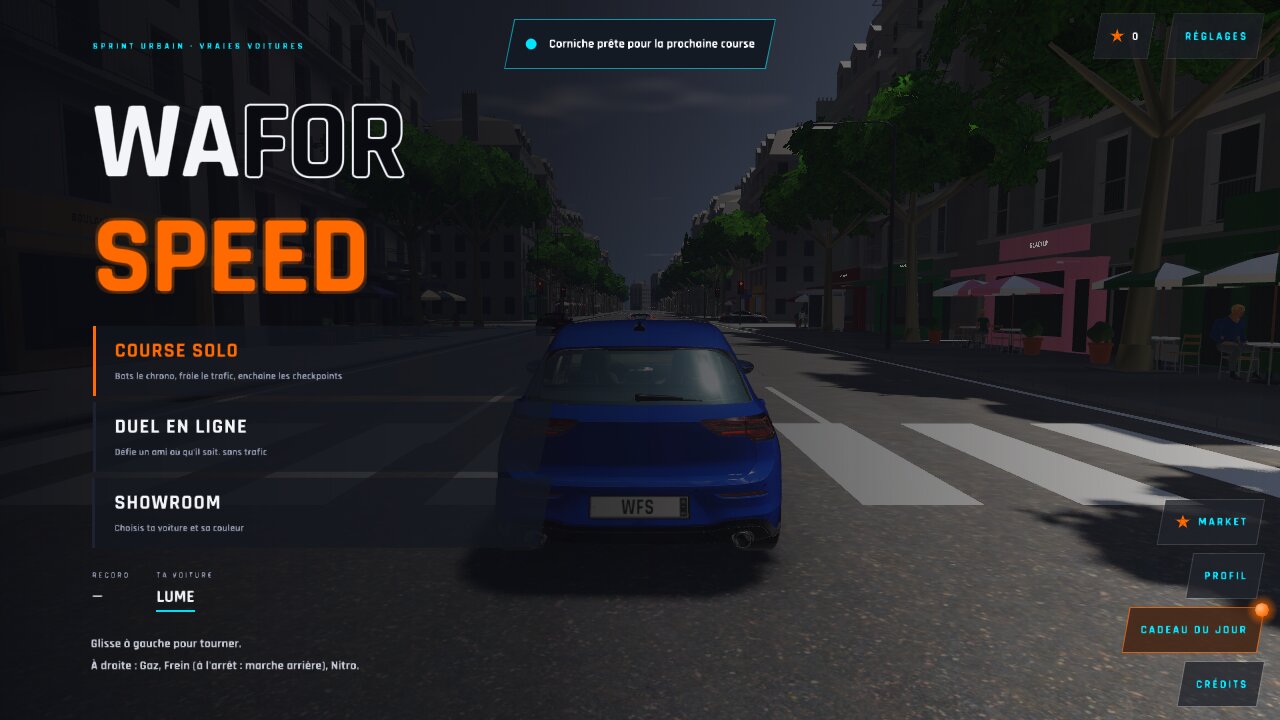 SPRINT URBAIN · VRAIES VOITURES
Corniche prête pour la prochaine course
★ 0
RÉGLAGES
WAFOR
SPEED
COURSE SOLO
Bats le chrono, frôle le trafic, enchaîne les checkpoints
DUEL EN LIGNE
Défie un ami où qu'il soit, sans trafic
SHOWROOM
Choisis ta voiture et sa couleur
RECORD
TA VOITURE
—
LUME
Glisse à gauche pour tourner.
À droite : Gaz, Frein (à l'arrêt : marche arrière), Nitro.
WFS
GLACIER
★ MARKET
PROFIL
CADEAU DU JOUR
CRÉDITS